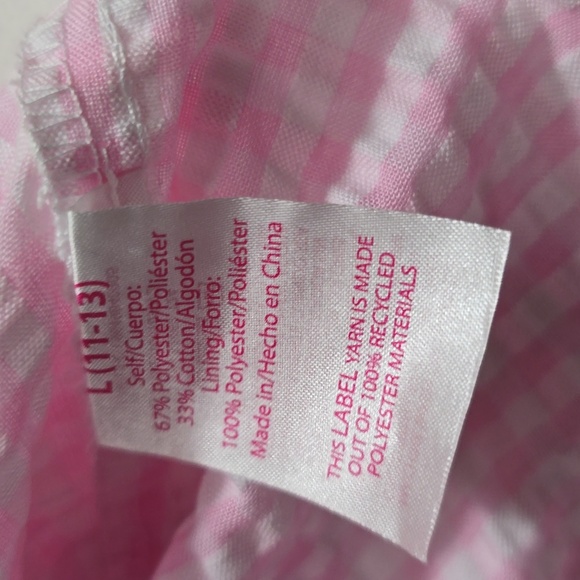 L (11-13)
Self/Cuerpo:
67% Polyester/Poliéster
33% Cotton/Algodón
Lining/Forro:
100% Polyester/Poliéster
Made in/Hecho en China
THIS LABEL YARN IS MADE
OUT OF 100% RECYCLED
POLYESTER MATERIALS